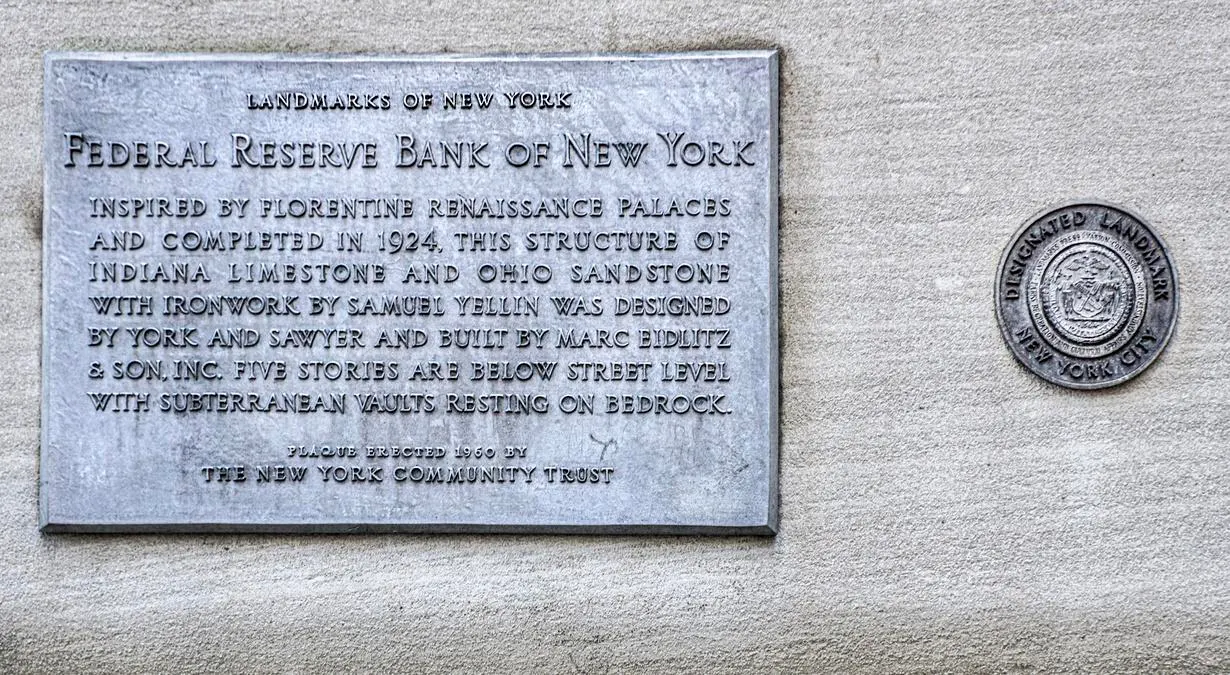 LANDMARKS OF NEW YORK
FEDERAL RESERVE BANK OF NEW YORK
INSPIRED BY FLORENTINE RENAISSANCE PALACES
AND COMPLETED IN 1924, THIS STRUCTURE OF
INDIANA LIMESTONE AND OHIO SANDSTONE
WITH IRONWORK BY SAMUEL YELLIN WAS DESIGNED
BY YORK AND SAWYER AND BUILT BY MARC EIDLITZ
& SON, INC. FIVE STORIES ARE BELOW STREET LEVEL
WITH SUBTERRANEAN VAULTS RESTING ON BEDROCK.
PLAQUE ERECTED 1960 BY
THE NEW YORK COMMUNITY TRUST
DESIGNATED LANDMARK
NEW YORK CITY